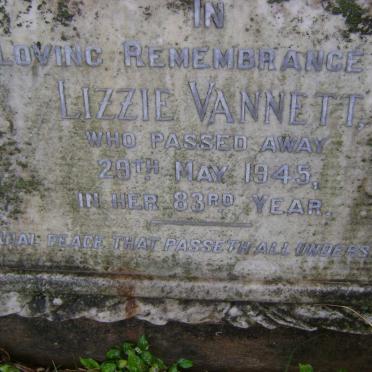 IN
LOVING REMEMBRANCE
LIZZIE VANNETT,
WHO PASSED AWAY
29TH MAY 1945,
IN HER 83RD YEAR.
PEACE THAT PASSETH ALL